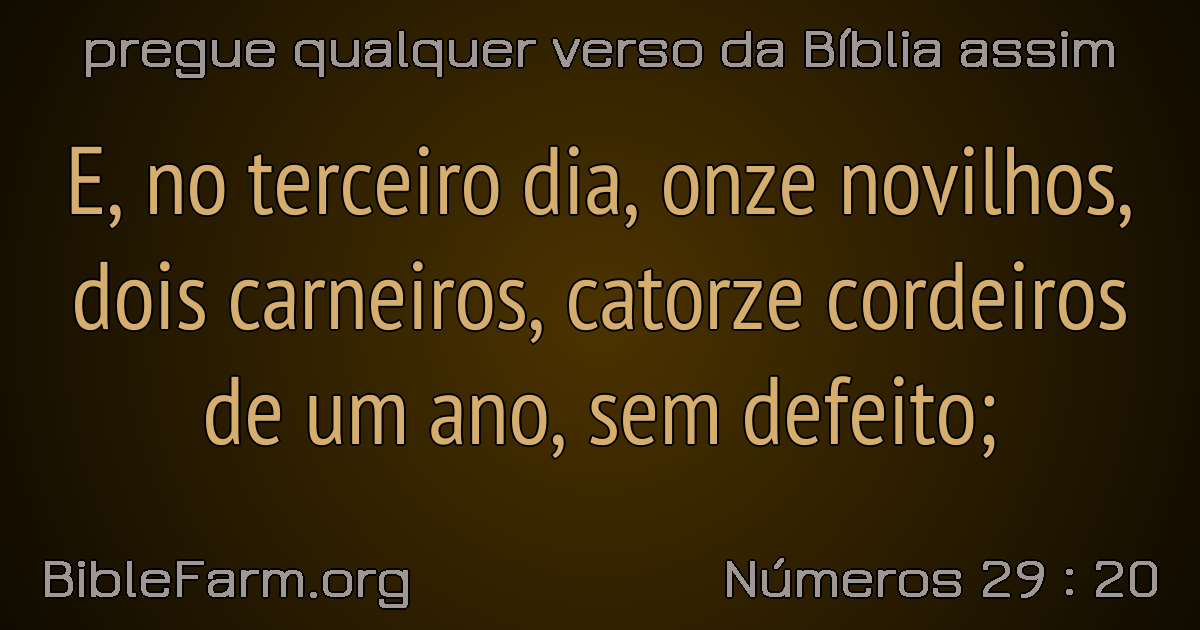 pregue qualquer verso da Bíblia assim
E, no terceiro dia, onze novilhos,
dois carneiros, catorze cordeiros
de um ano, sem defeito;
BibleFarm.org
Números 29 : 20